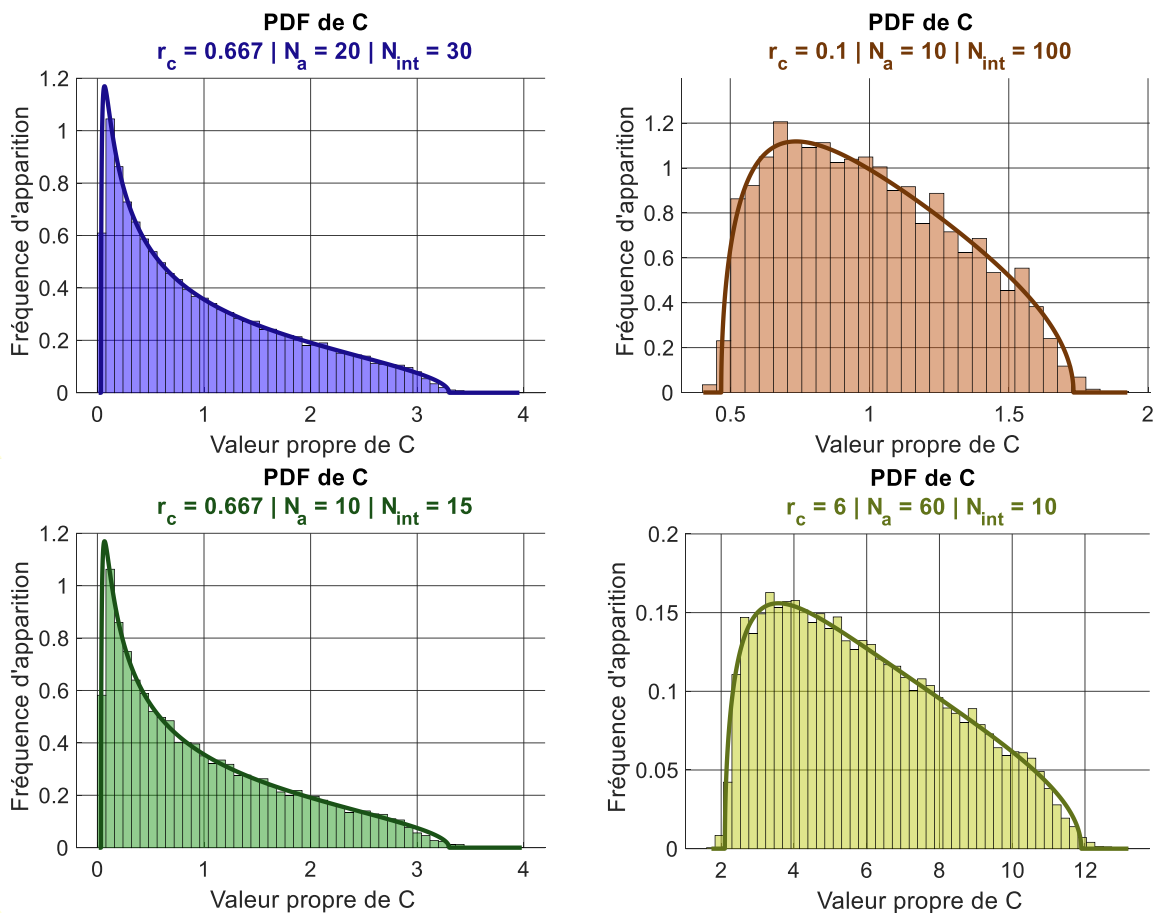 PDF de C
r_c = 0.667 | N_a = 20 | N_int = 30
Fréquence d'apparition
1.2
1
0.8
0.6
0.4
0.2
0
0 1 2 3 4
Valeur propre de C
PDF de C
r_c = 0.1 | N_a = 10 | N_int = 100
Fréquence d'apparition
1.2
1
0.8
0.6
0.4
0.2
0
0.5 1 1.5 2
Valeur propre de C
PDF de C
r_c = 0.667 | N_a = 10 | N_int = 15
Fréquence d'apparition
1.2
1
0.8
0.6
0.4
0.2
0
0 1 2 3 4
Valeur propre de C
PDF de C
r_c = 6 | N_a = 60 | N_int = 10
Fréquence d'apparition
0.2
0.15
0.1
0.05
0
2 4 6 8 10 12
Valeur propre de C